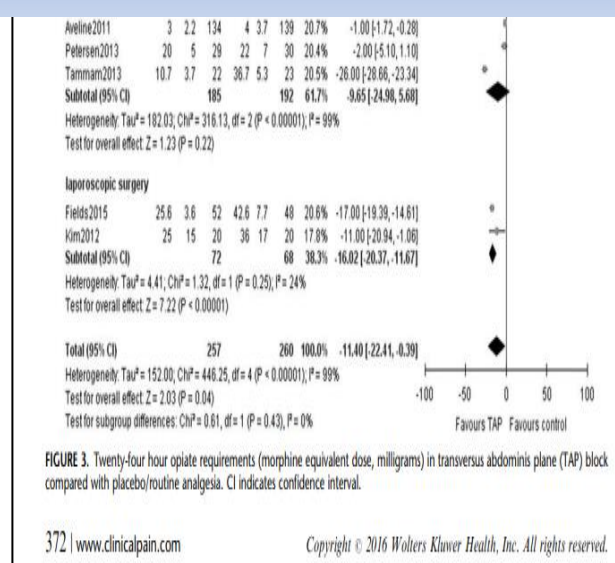 Aveline2011 3 2.2 134 4 3.7 139 20.7% -1.00 [-1.72, -0.28]
Petersen2013 20 5 29 22 7 30 20.4% -2.00 [-5.10, 1.10]
Tammam2013 10.7 3.7 22 36.7 5.3 23 20.5% -26.00 [-28.66, -23.34]
Subtotal (95% CI) 185 192 61.7% -9.65 [-24.98, 5.68]
Heterogeneity: Tau² = 182.03; Chi² = 316.13, df = 2 (P < 0.00001); I² = 99%
Test for overall effect: Z = 1.23 (P = 0.22)
laporoscopic surgery
Fields2015 25.6 3.6 52 42.6 7.7 48 20.6% -17.00 [-19.39, -14.61]
Kim2012 25 15 20 36 17 20 17.8% -11.00 [-20.94, -1.06]
Subtotal (95% CI) 72 68 38.3% -16.02 [-20.37, -11.67]
Heterogeneity: Tau² = 4.41; Chi² = 1.32, df = 1 (P = 0.25); I² = 24%
Test for overall effect: Z = 7.22 (P < 0.00001)
Total (95% CI) 257 260 100.0% -11.40 [-22.41, -0.39]
Heterogeneity: Tau² = 152.00; Chi² = 446.25, df = 4 (P < 0.00001); I² = 99%
Test for overall effect: Z = 2.03 (P = 0.04)
Test for subgroup differences: Chi² = 0.61, df = 1 (P = 0.43), I² = 0%
-100 -50 0 50 100
Favours TAP Favours control
FIGURE 3. Twenty-four hour opiate requirements (morphine equivalent dose, milligrams) in transversus abdominis plane (TAP) block
compared with placebo/routine analgesia. CI indicates confidence interval.
372 | www.clinicalpain.com Copyright © 2016 Wolters Kluwer Health, Inc. All rights reserved.